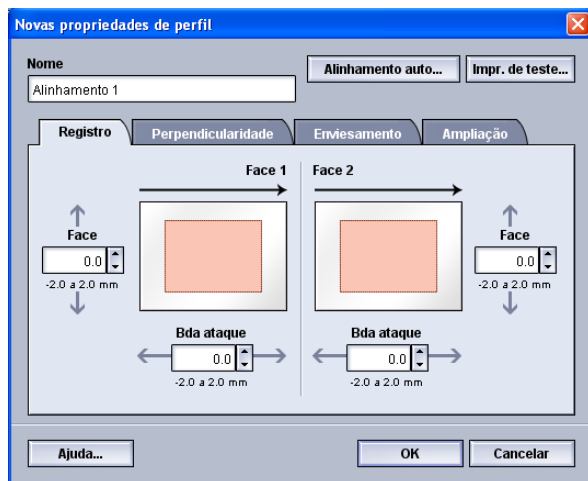 Novas propriedades de perfil
Nome
Alinhamento auto...
Impr. de teste...
Alinhamento 1
Registro
Perpendicularidade
Enviesamento
Ampliação
Face 1
Face 2
Face
0.0
-2.0 a 2.0 mm
Face
0.0
-2.0 a 2.0 mm
Bda ataque
0.0
-2.0 a 2.0 mm
Bda ataque
0.0
-2.0 a 2.0 mm
Ajuda...
OK
Cancelar